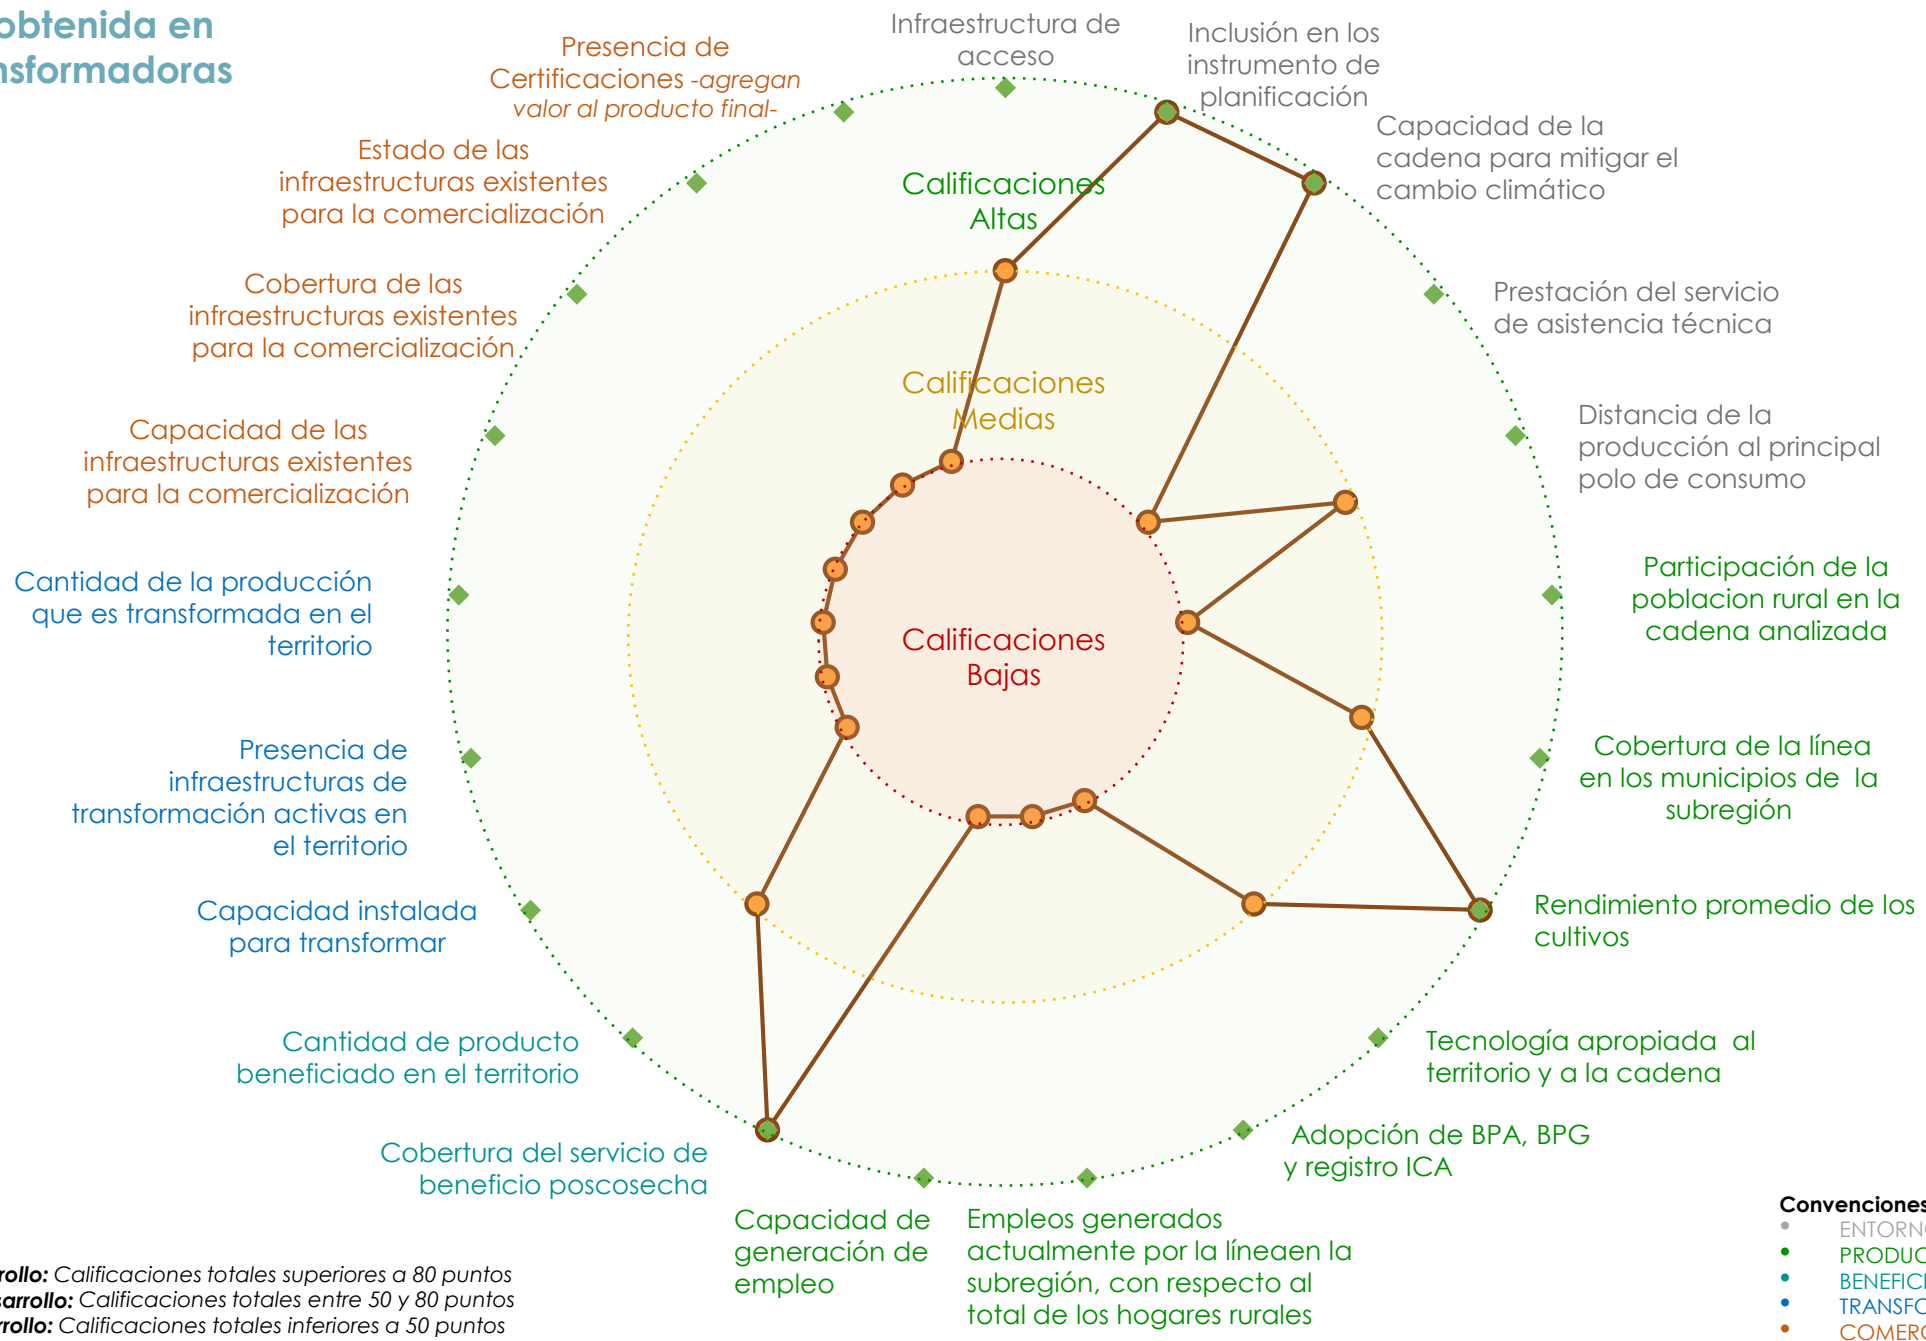 obtenida en
Infraestructura de
acceso
Inclusión en los
instrumento de
planificación
Capacidad de la
cadena para mitigar el
cambio climático
Prestación del servicio
de asistencia técnica
Distancia de la
producción al principal
polo de consumo
Participación de la
poblacion rural en la
cadena analizada
Cobertura de la línea
en los municipios de la
subregión
Rendimiento promedio de los
cultivos
Tecnología apropiada al
territorio y a la cadena
Adopción de BPA, BPG
y registro ICA
Empleos generados
actualmente por la líneaen la
subregión, con respecto al
total de los hogares rurales
Capacidad de
generación de
empleo
Cobertura del servicio de
beneficio poscosecha
Cantidad de producto
beneficiado en el territorio
Capacidad instalada
para transformar
Presencia de
infraestructuras de
transformación activas en
el territorio
Cantidad de la producción
que es transformada en el
territorio
Capacidad de las
infraestructuras existentes
para la comercialización
Cobertura de las
infraestructuras existentes
para la comercialización
Estado de las
infraestructuras existentes
para la comercialización
Presencia de
Certificaciones -agregan
valor al producto final-
Calificaciones
Altas
Calificaciones
Medias
Calificaciones
Bajas
Calificaciones totales superiores a 80 puntos
Calificaciones totales entre 50 y 80 puntos
Calificaciones totales inferiores a 50 puntos
Convenciones